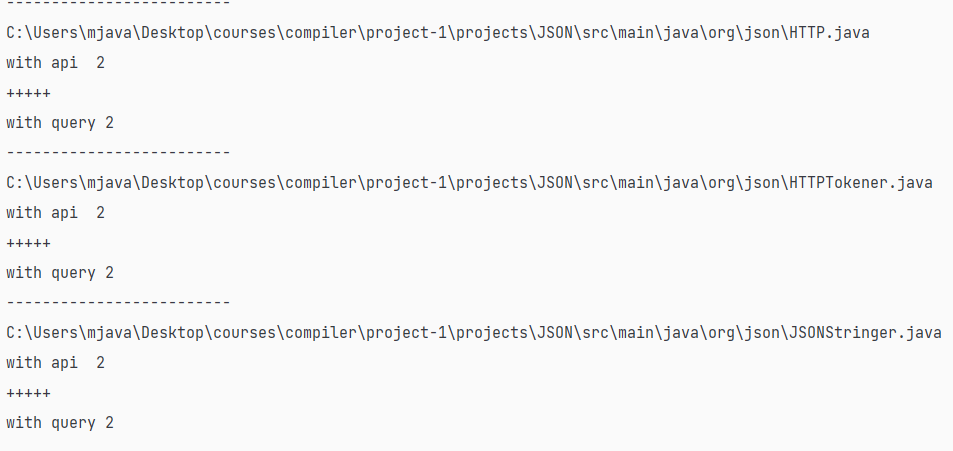 -------------------------
C:\Users\mjava\Desktop\courses\compiler\project-1\projects\JSON\src\main\java\org\json\HTTP.java
with api  2
+++++
with query 2
-------------------------
C:\Users\mjava\Desktop\courses\compiler\project-1\projects\JSON\src\main\java\org\json\HTTPTokener.java
with api  2
+++++
with query 2
-------------------------
C:\Users\mjava\Desktop\courses\compiler\project-1\projects\JSON\src\main\java\org\json\JSONStringer.java
with api  2
+++++
with query 2